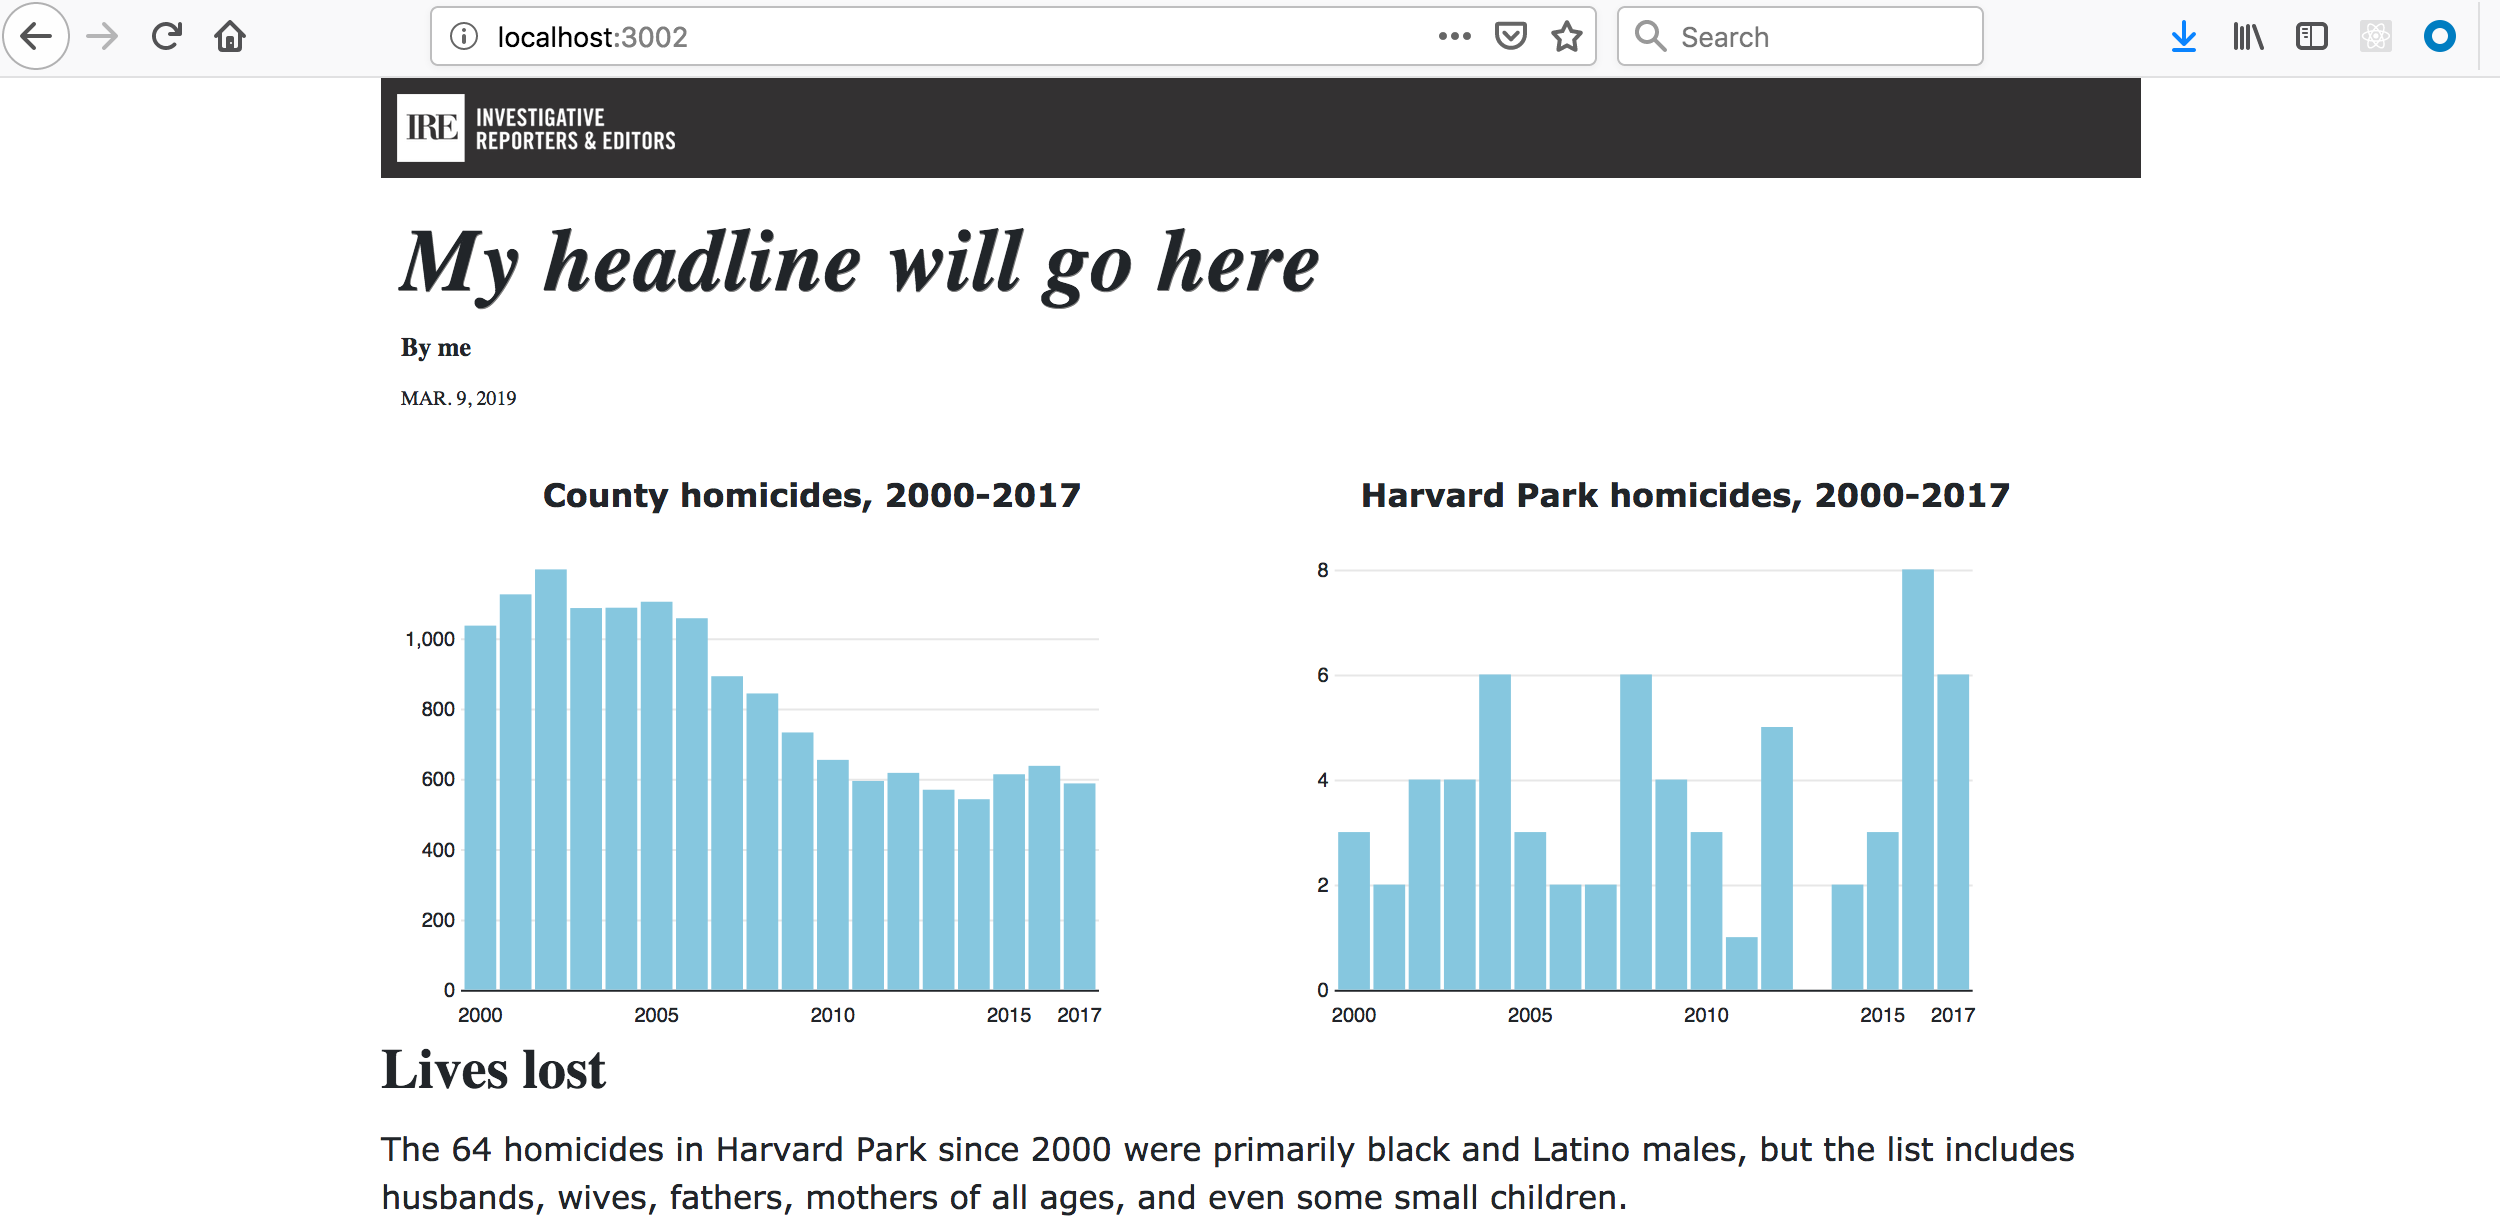 localhost:3002
Search
IRE
INVESTIGATIVE
REPORTERS & EDITORS
My headline will go here
By me
MAR. 9, 2019
County homicides, 2000-2017
1,000
800
600
400
200
0
2000 2005 2010 2015 2017
Harvard Park homicides, 2000-2017
8
6
4
2
0
2000 2005 2010 2015 2017
Lives lost
The 64 homicides in Harvard Park since 2000 were primarily black and Latino males, but the list includes
husbands, wives, fathers, mothers of all ages, and even some small children.